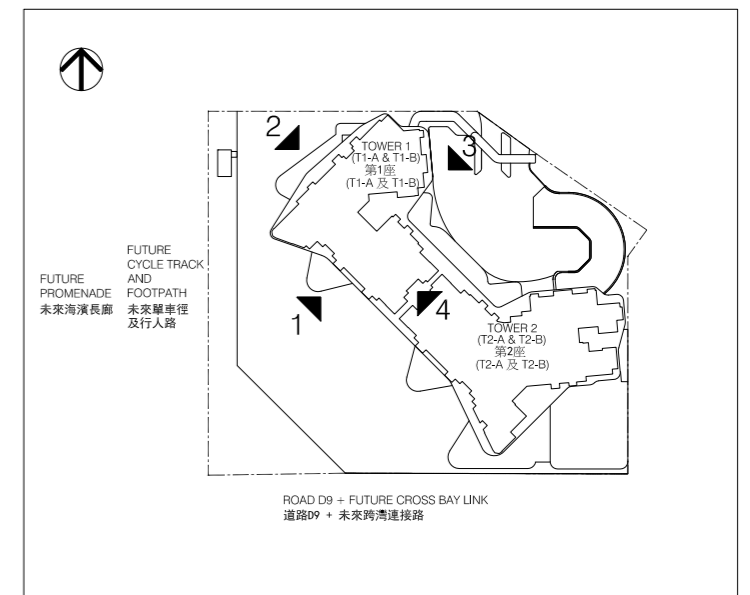 2
TOWER 1
(T1-A & T1-B)
第1座
(T1-A 及 T1-B)
3
FUTURE
PROMENADE
未來海濱長廊
FUTURE
CYCLE TRACK
AND
FOOTPATH
未來單車徑
及行人路
1
4
TOWER 2
(T2-A & T2-B)
第2座
(T2-A 及 T2-B)
ROAD D9 + FUTURE CROSS BAY LINK
道路D9 + 未來跨灣連接路